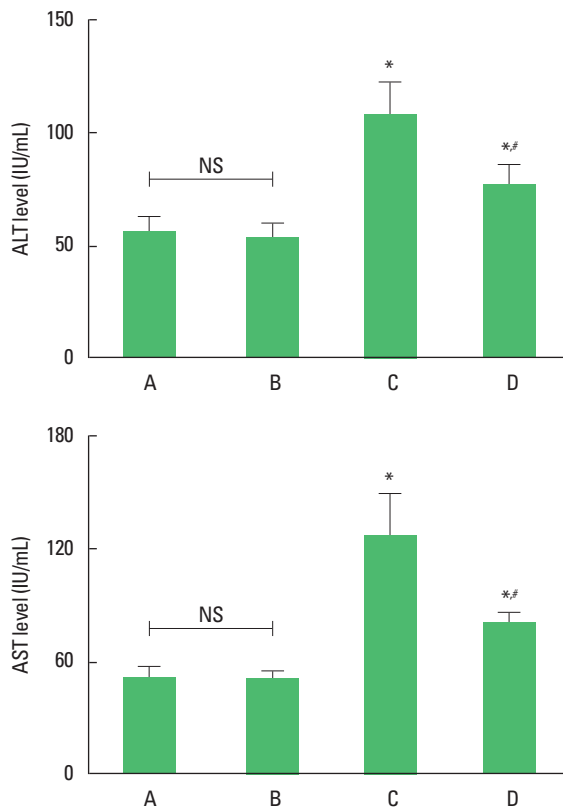 150
*
*,#
NS
100
50
0
ALT level (IU/mL)
A B C D
180
*
*,#
NS
120
60
0
AST level (IU/mL)
A B C D